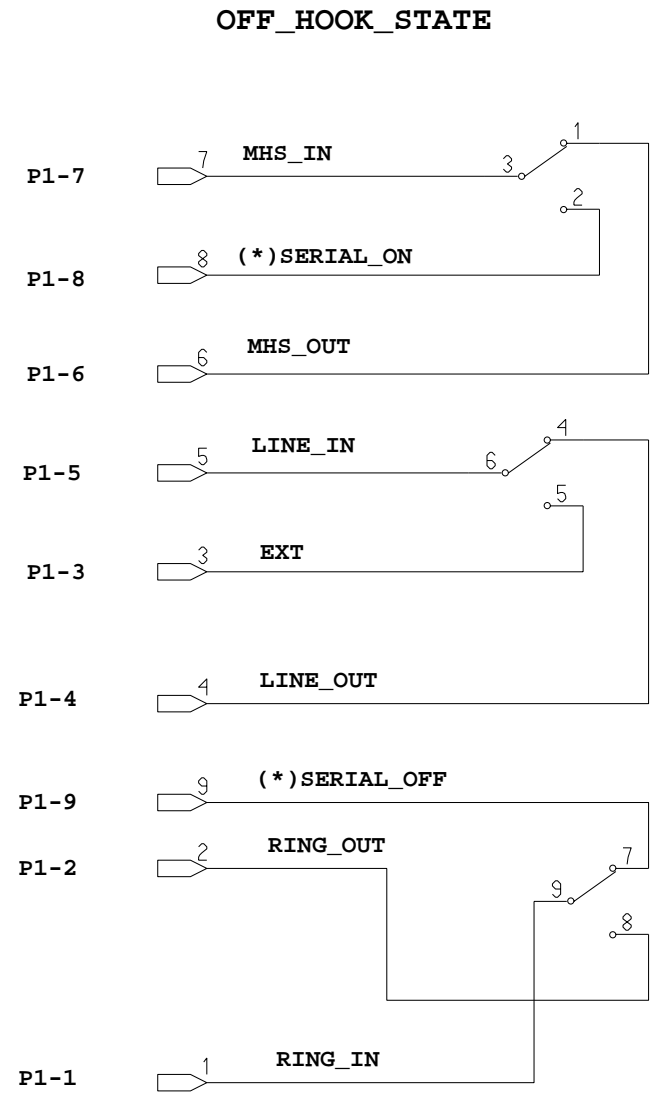 OFF_HOOK_STATE
1
P1-7 7 MHS_IN 3
2
P1-8 8 (*)SERIAL_ON
P1-6 6 MHS_OUT
4
P1-5 5 LINE_IN 6
5
P1-3 3 EXT
P1-4 4 LINE_OUT
P1-9 9 (*)SERIAL_OFF
P1-2 2 RING_OUT 7
9
8
P1-1 1 RING_IN